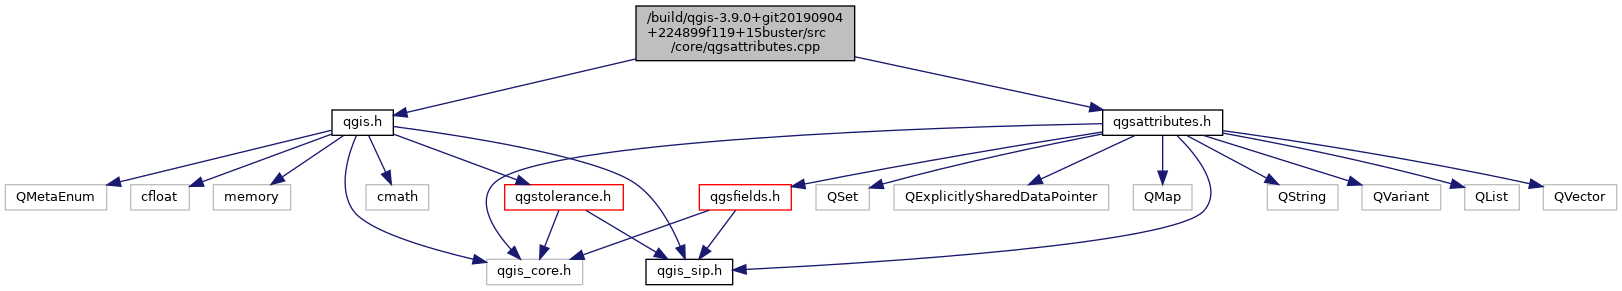 /build/qgis-3.9.0+git20190904
+224899f119+15buster/src
/core/qgsattributes.cpp
qgis.h
qgsattributes.h
QMetaEnum
cfloat
memory
cmath
qgstolerance.h
qgsfields.h
QSet
QExplicitlySharedDataPointer
QMap
QString
QVariant
QList
QVector
qgis_core.h
qgis_sip.h